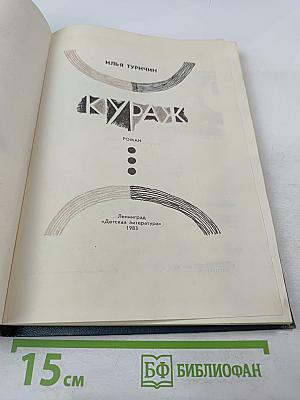 ИЛЬЯ ТУРИЧИН
КУРАЖ
РОМАН
Ленинград
«Детская литература»
1983
15 см
БФ БИБЛИОФАН